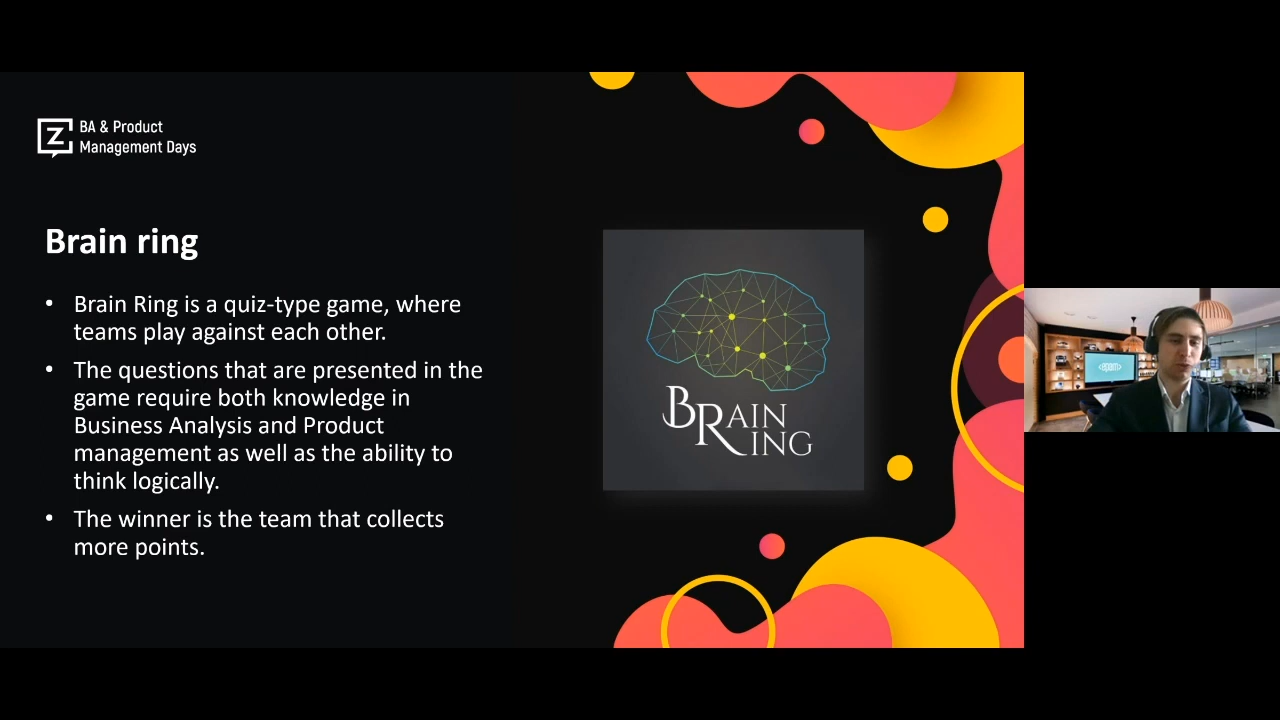 BA & Product
Management Days
Brain ring
• Brain Ring is a quiz-type game, where
teams play against each other.
• The questions that are presented in the
game require both knowledge in
Business Analysis and Product
management as well as the ability to
think logically.
• The winner is the team that collects
more points.
BRAIN
RING
<epam>